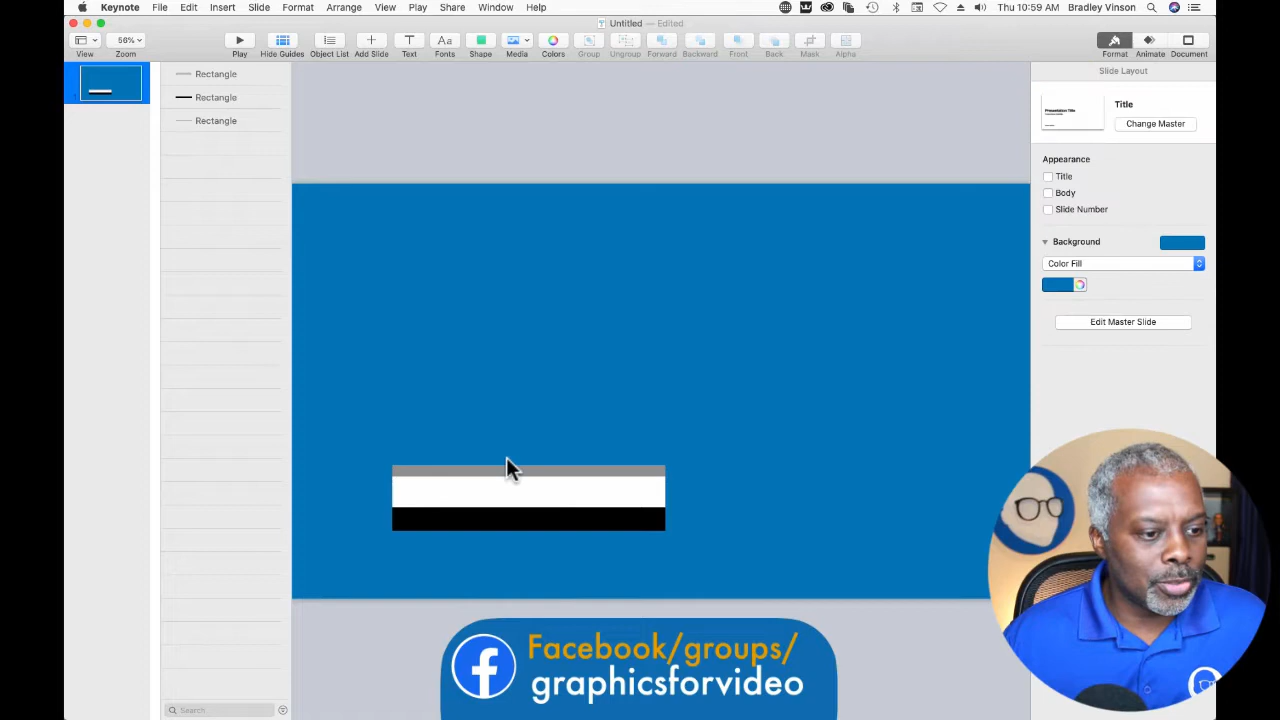 Keynote File Edit Insert Slide Format Arrange View Play Share Window Help Thu 10:59 AM Bradley Vinson
Untitled — Edited
56%
View Zoom Play Hide Guides Object List Add Slide Text Fonts Shape Media Colors Group Ungroup Forward Backward Front Back Mask Alpha Format Animate Document
Slide Layout
Rectangle
Rectangle
Rectangle
Title
Change Master
Appearance
Title
Body
Slide Number
Background
Color Fill
Edit Master Slide
Facebook/groups/
graphicsforvideo
Search